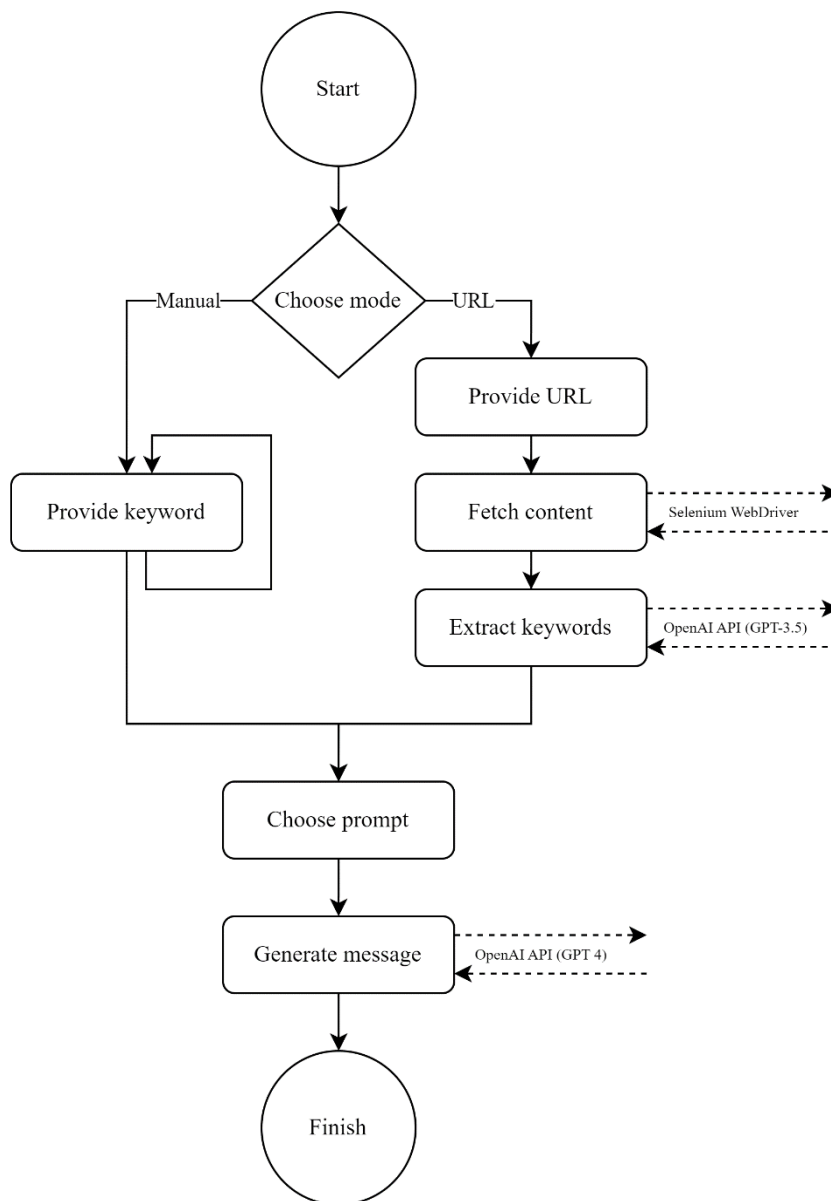 Start
Choose mode
Manual
URL
Provide URL
Provide keyword
Fetch content
Selenium WebDriver
Extract keywords
OpenAI API (GPT-3.5)
Choose prompt
Generate message
OpenAI API (GPT 4)
Finish